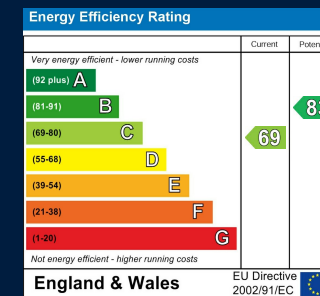 Energy Efficiency Rating
Current
Very energy efficient - lower running costs
(92 plus) A
(81-91) B
(69-80) C
69
(55-68) D
(39-54) E
(21-38) F
(1-20) G
Not energy efficient - higher running costs
England & Wales
EU Directive
2002/91/EC